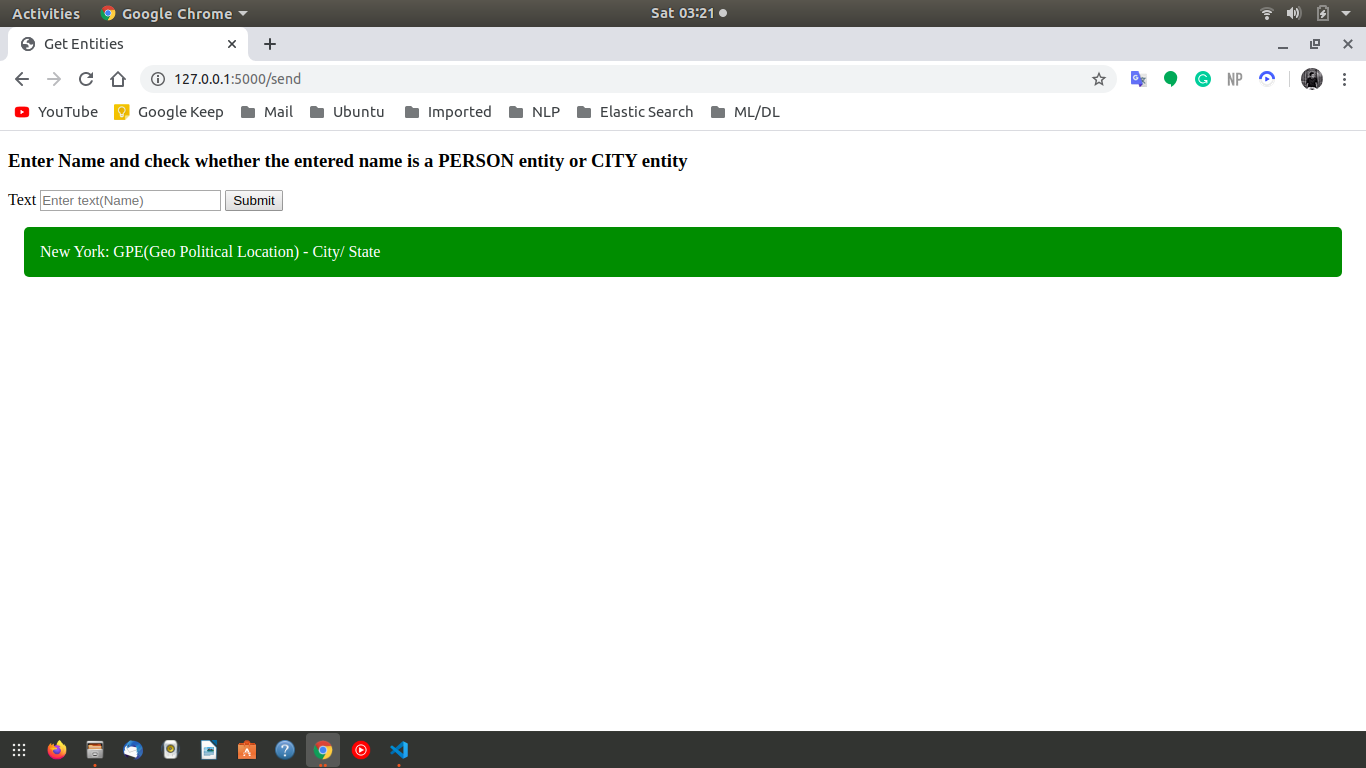 Activities Google Chrome Sat 03:21
Get Entities
127.0.0.1:5000/send NP
YouTube Google Keep Mail Ubuntu Imported NLP Elastic Search ML/DL
Enter Name and check whether the entered name is a PERSON entity or CITY entity
Text Enter text(Name) Submit
New York: GPE(Geo Political Location) - City/ State